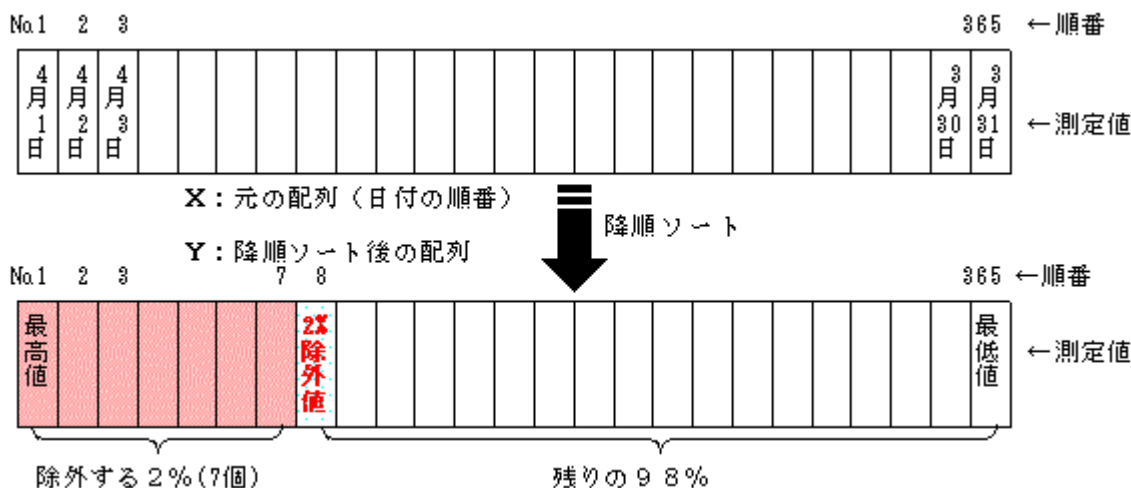 No.1 2 3 365 ←順番
4月1日 4月2日 4月3日 3月30日 3月31日 ←測定値
X：元の配列（日付の順番）
降順ソート
Y：降順ソート後の配列
No.1 2 3 7 8 365 ←順番
最高値 2%除外値 最低値 ←測定値
除外する２％(7個) 残りの９８％